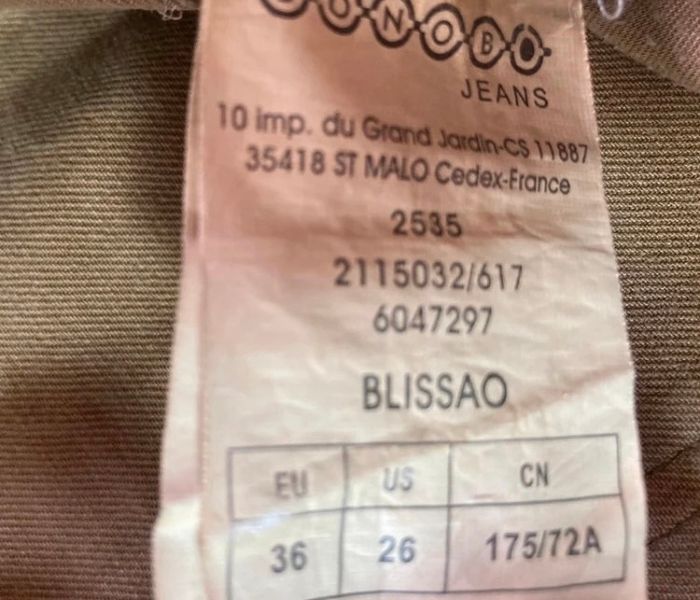 BONOBO
JEANS
10 imp. du Grand Jardin-CS 11887
35418 ST MALO Cedex-France
2535
2115032/617
6047297
BLISSAO
EU US CN
36 26 175/72A